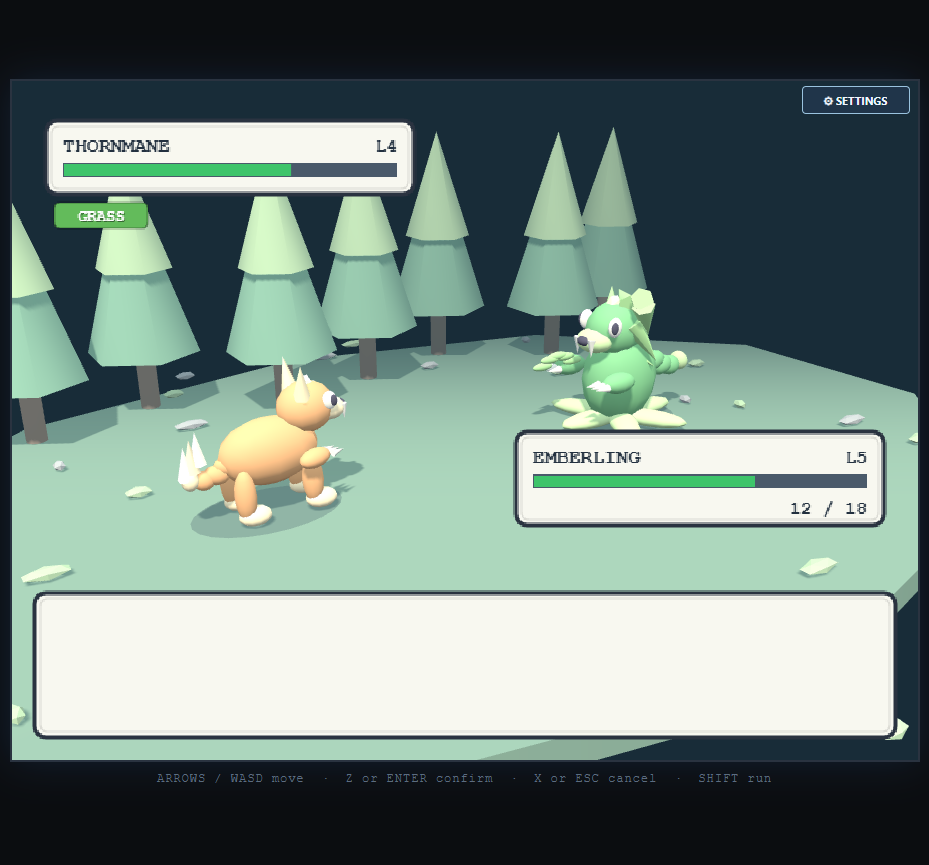 ⚙ SETTINGS
THORNMANE L4
GRASS
EMBERLING L5
12 / 18
ARROWS / WASD move · Z or ENTER confirm · X or ESC cancel · SHIFT run